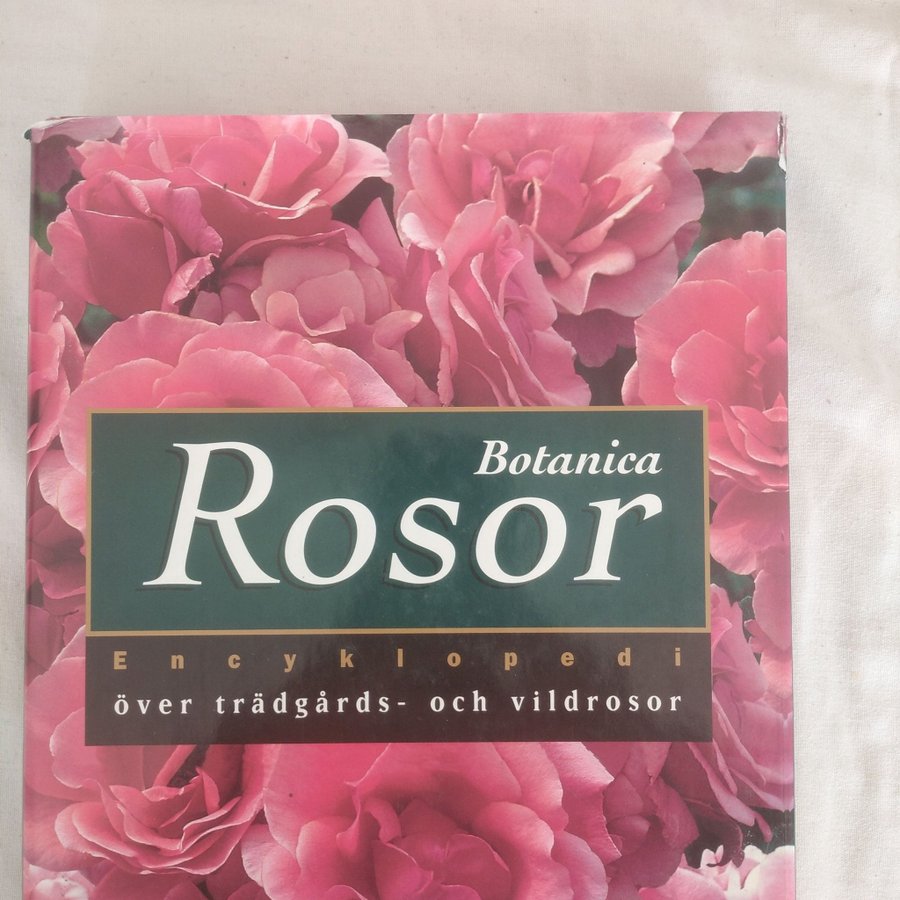 Botanica
Rosor
Encyklopedi
över trädgårds- och vildrosor